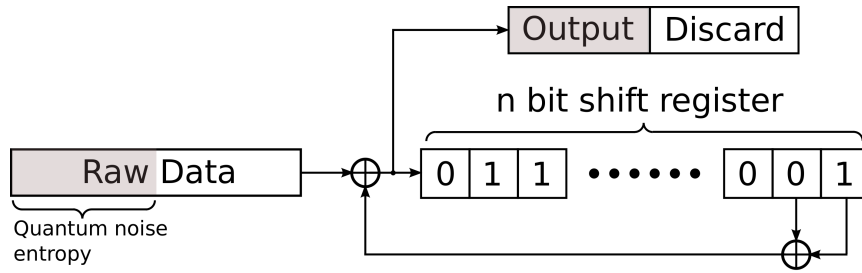 Output Discard
n bit shift register
Raw Data
0 1 1 0 0 1
Quantum noise
entropy